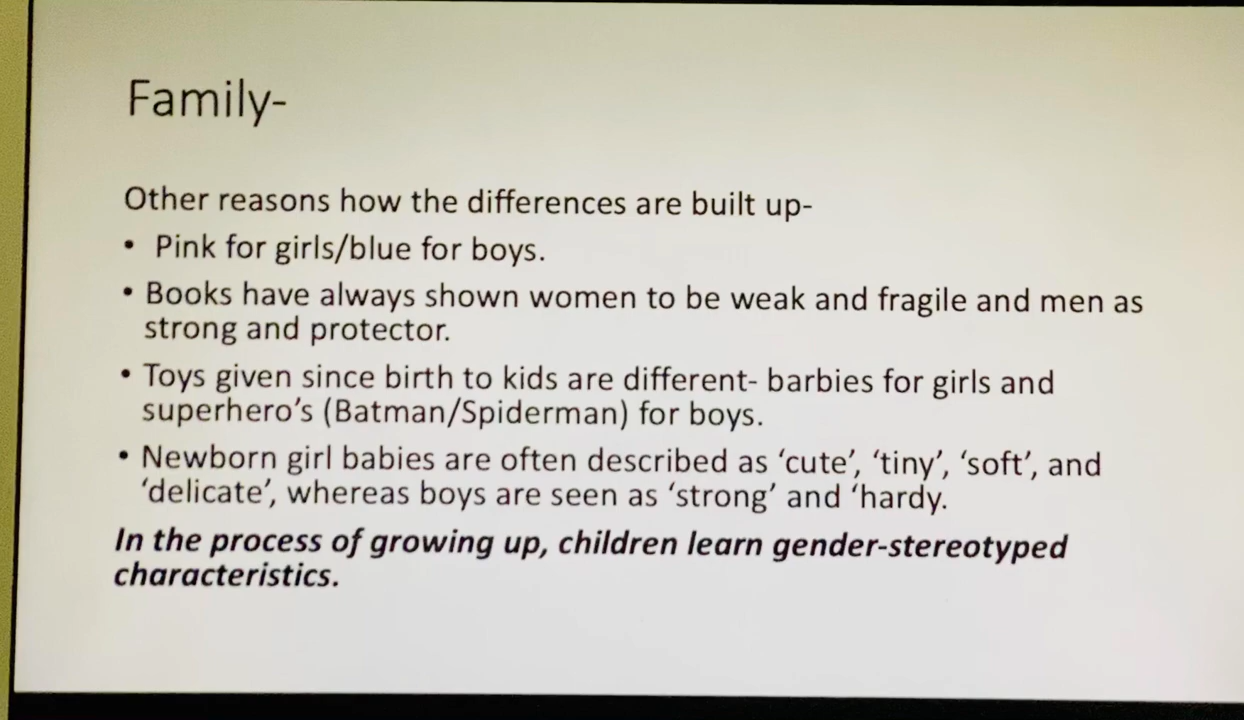 Family-
Other reasons how the differences are built up-
• Pink for girls/blue for boys.
• Books have always shown women to be weak and fragile and men as
strong and protector.
• Toys given since birth to kids are different- barbies for girls and
superhero’s (Batman/Spiderman) for boys.
• Newborn girl babies are often described as ‘cute’, ‘tiny’, ‘soft’, and
‘delicate’, whereas boys are seen as ‘strong’ and ‘hardy.
In the process of growing up, children learn gender-stereotyped
characteristics.